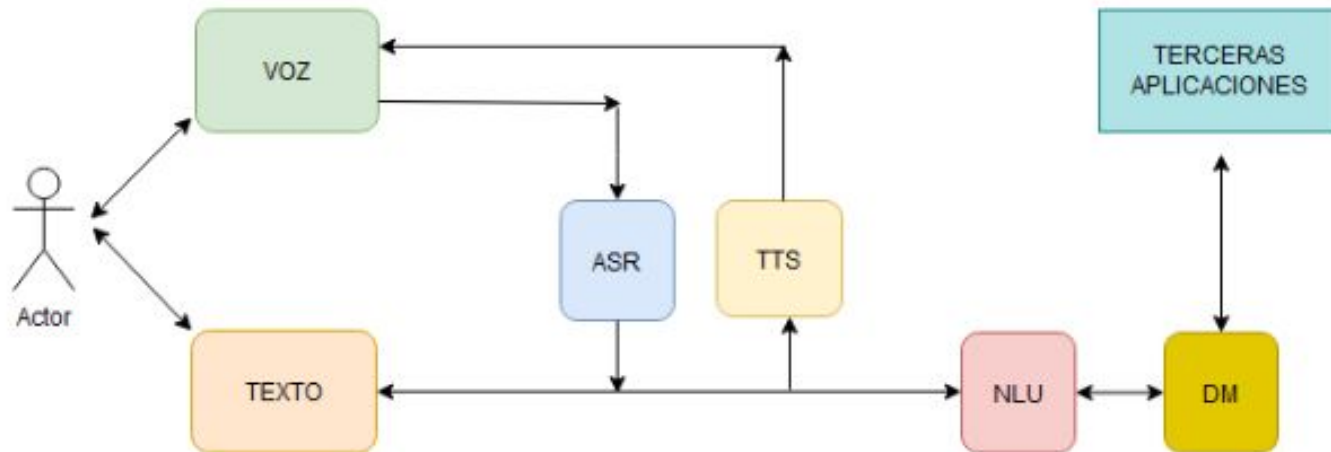 VOZ
TERCERAS
APLICACIONES
ASR
TTS
Actor
TEXTO
NLU
DM